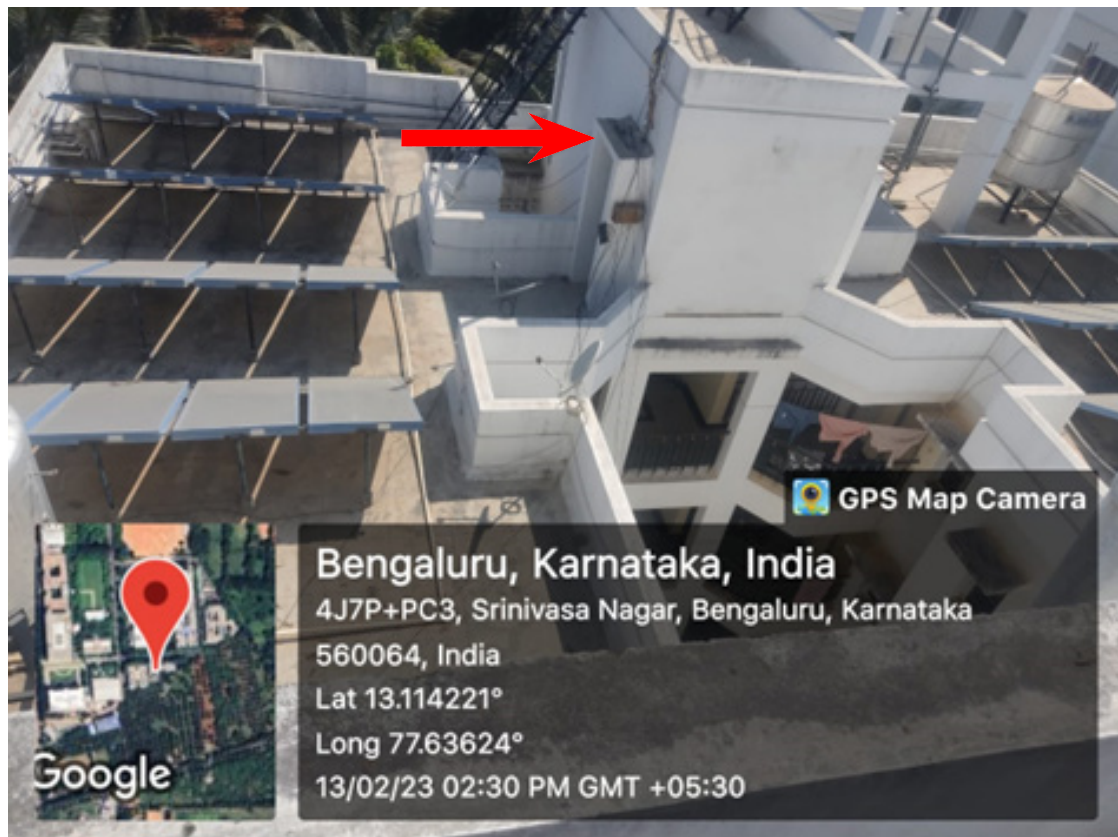 GPS Map Camera
Bengaluru, Karnataka, India
4J7P+PC3, Srinivasa Nagar, Bengaluru, Karnataka
560064, India
Lat 13.114221°
Long 77.63624°
13/02/23 02:30 PM GMT +05:30
Google